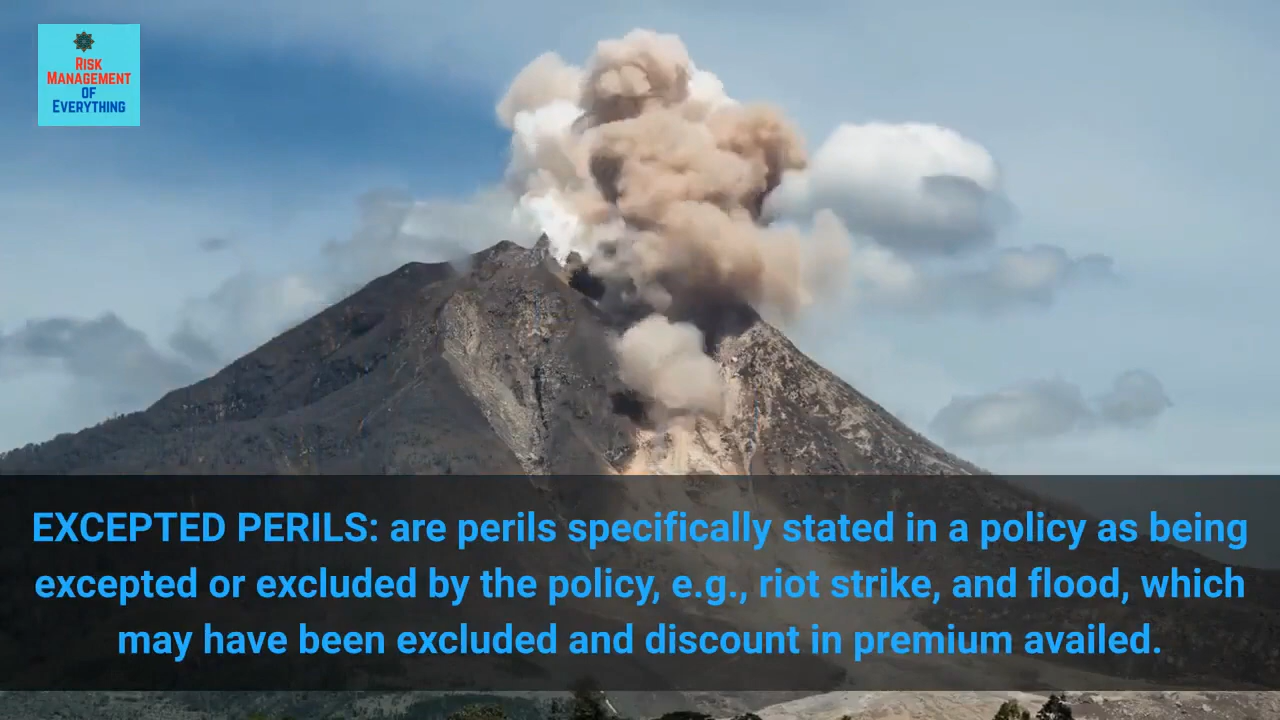 RISK
MANAGEMENT
OF
EVERYTHING
EXCEPTED PERILS: are perils specifically stated in a policy as being
excepted or excluded by the policy, e.g., riot strike, and flood, which
may have been excluded and discount in premium availed.